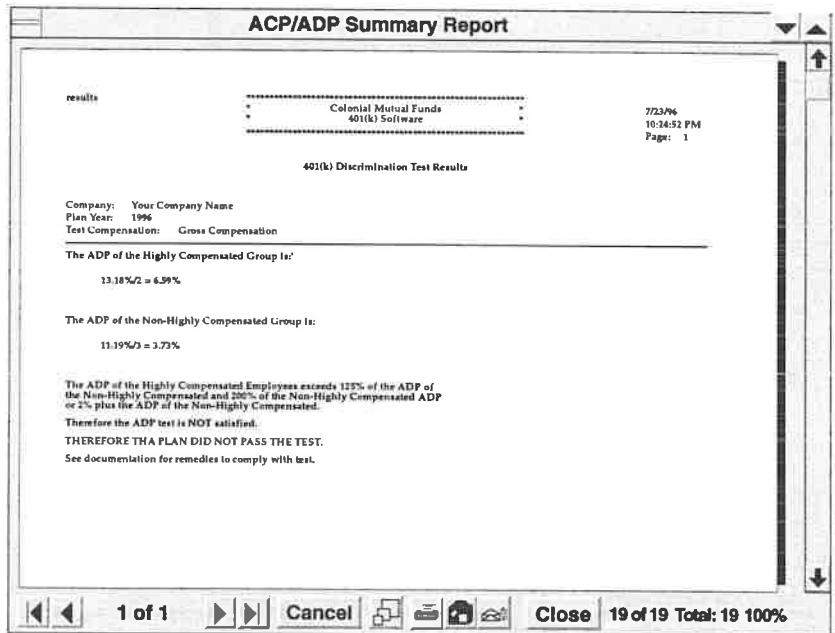 ACP/ADP Summary Report
results
Colonial Mutual Funds
401(k) Software
7/23/96
10:24:52 PM
Page: 1
401(k) Discrimination Test Results
Company: Your Company Name
Plan Year: 1996
Test Compensation: Gross Compensation
The ADP of the Highly Compensated Group Is:'
13.18%/2 = 6.59%
The ADP of the Non-Highly Compensated Group Is:
11.19%/3 = 3.73%
The ADP of the Highly Compensated Employees exceeds 125% of the ADP of
the Non-Highly Compensated and 200% of the Non-Highly Compensated ADP
or 2% plus the ADP of the Non-Highly Compensated.
Therefore the ADP test is NOT satisfied.
THEREFORE THA PLAN DID NOT PASS THE TEST.
See documentation for remedies to comply with test.
1 of 1 Cancel Close 19 of 19 Total: 19 100%